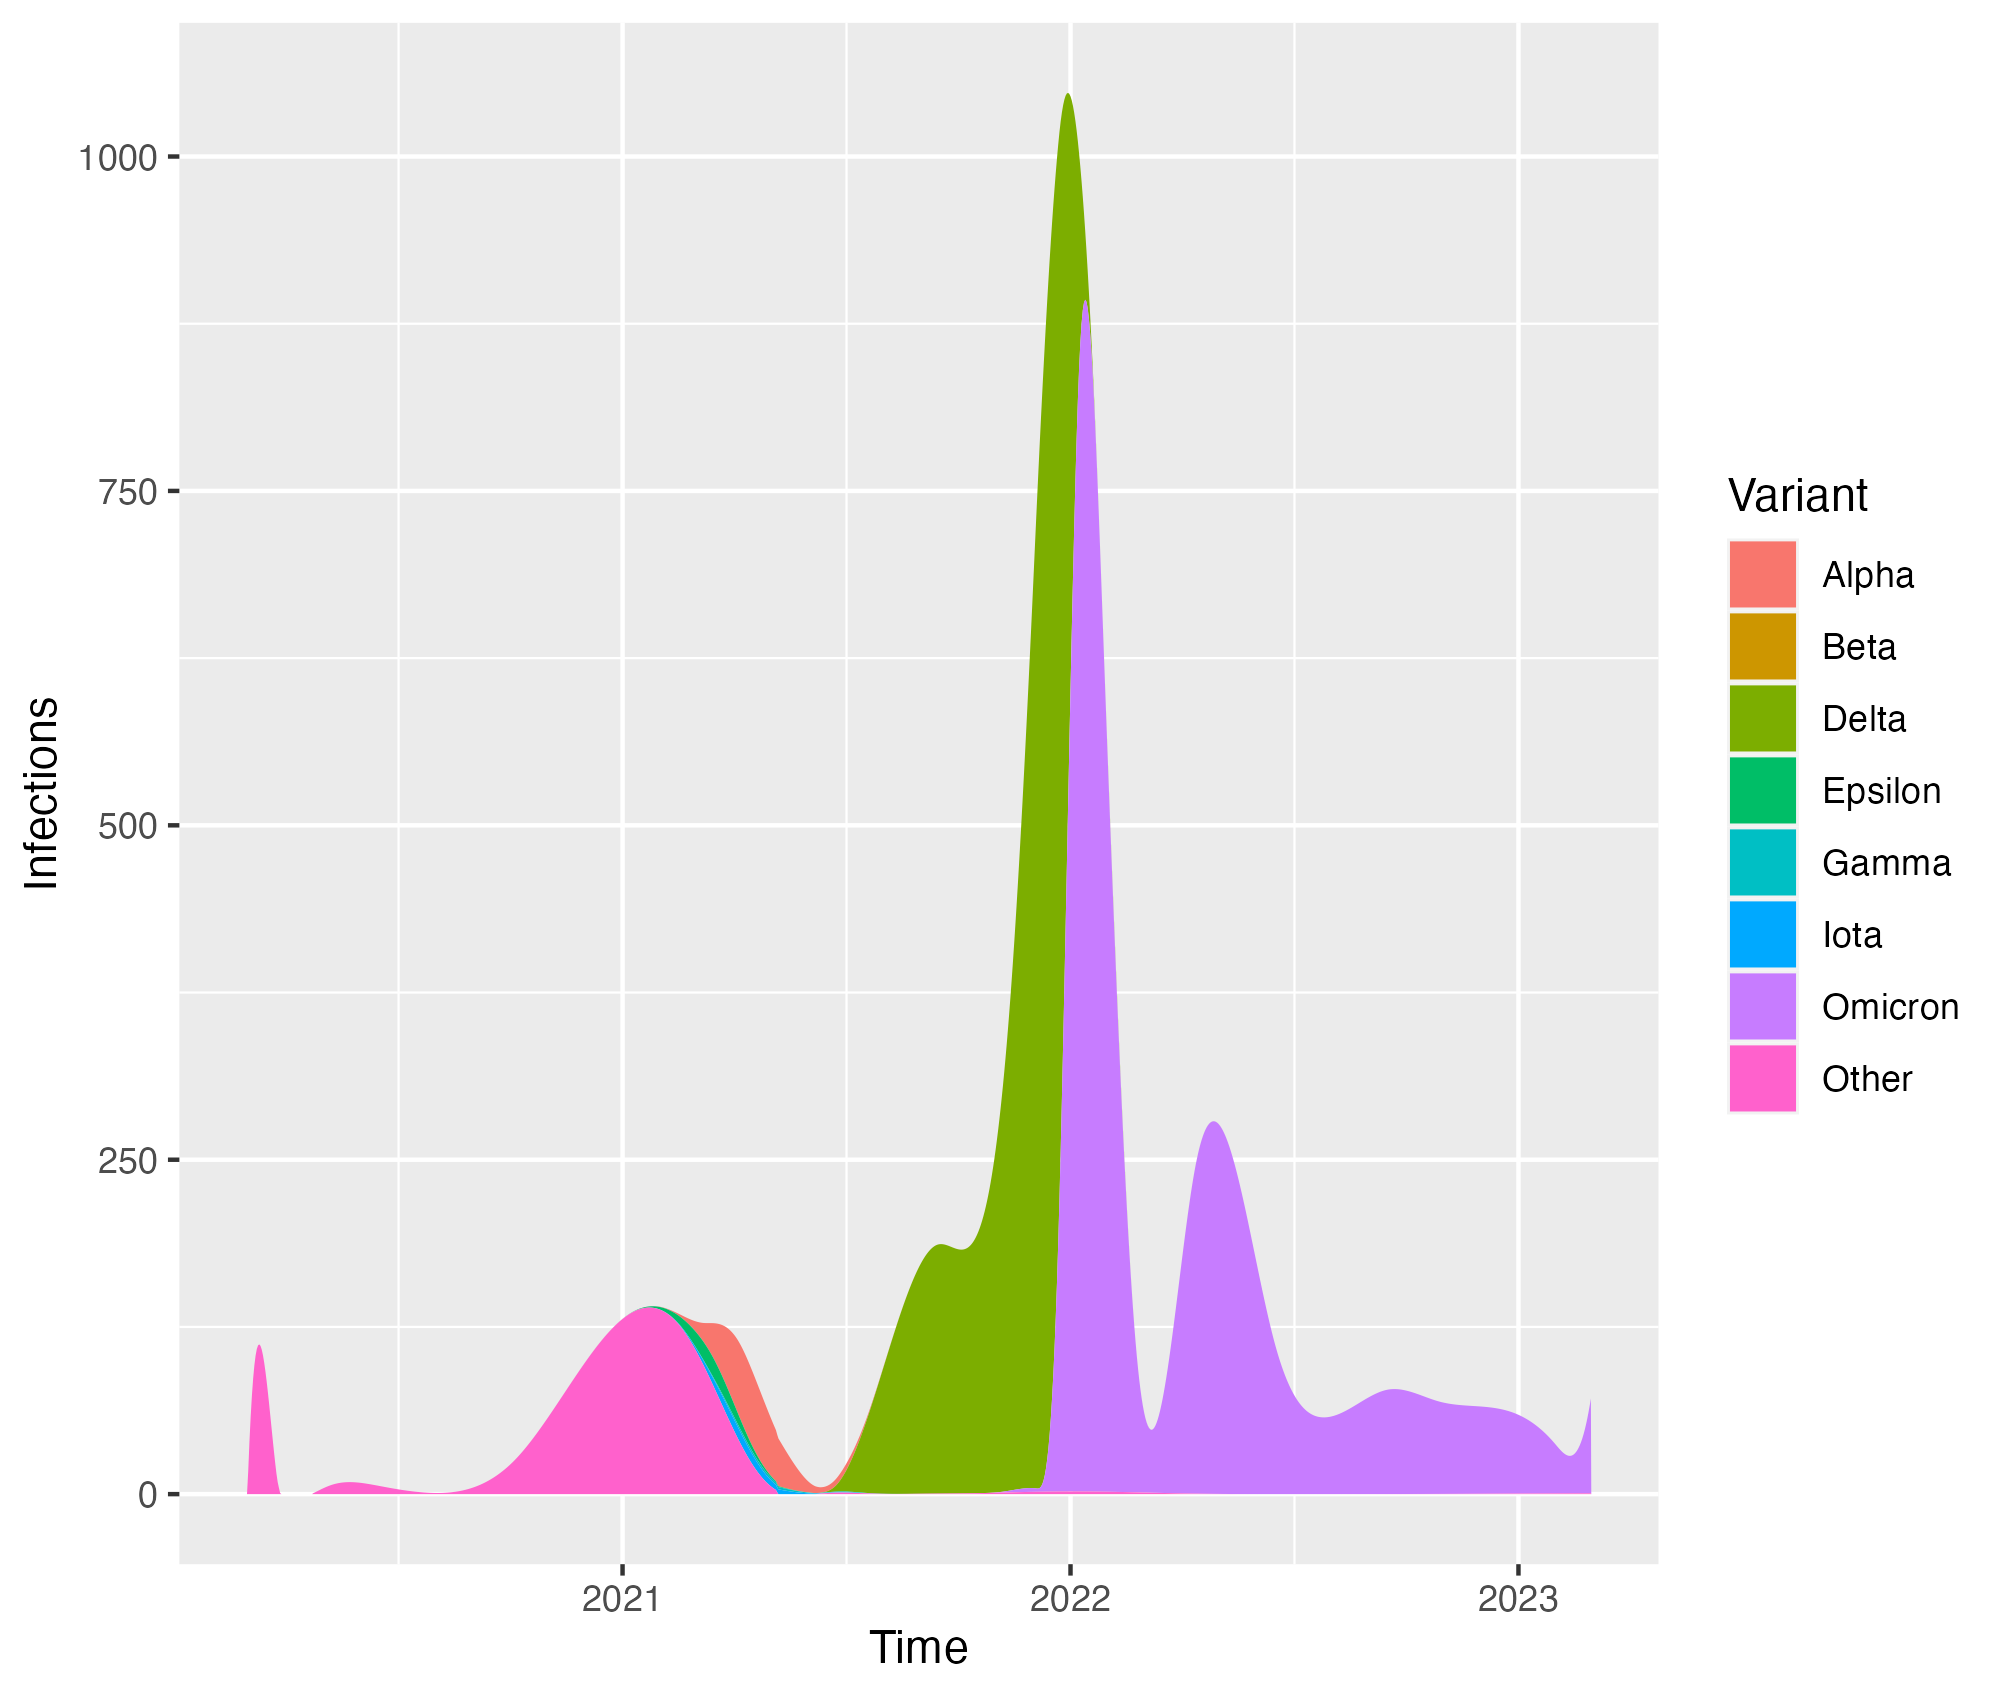 1000
750
500
250
0
Infections
2021
2022
2023
Time
Variant
Alpha
Beta
Delta
Epsilon
Gamma
Iota
Omicron
Other